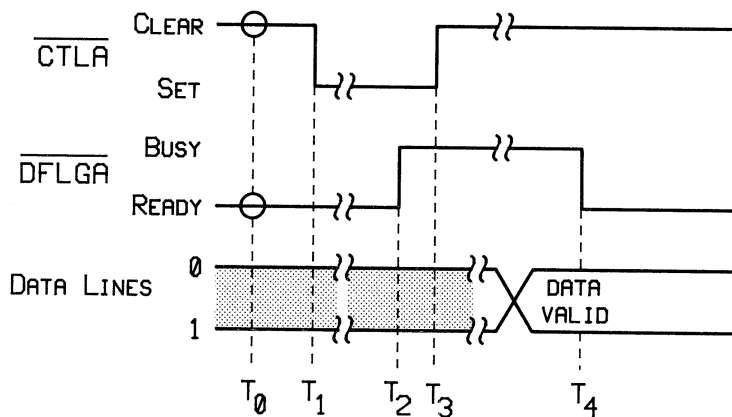 CLEAR
CTLA
SET
BUSY
DFLGA
READY
0
DATA LINES
DATA
VALID
1
T0 T1 T2 T3 T4